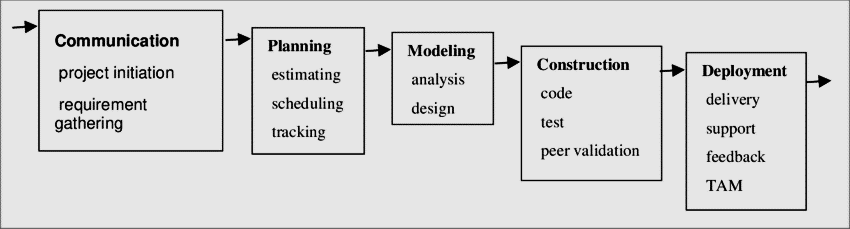 Communication
project initiation
requirement
gathering
Planning
estimating
scheduling
tracking
Modeling
analysis
design
Construction
code
test
peer validation
Deployment
delivery
support
feedback
TAM